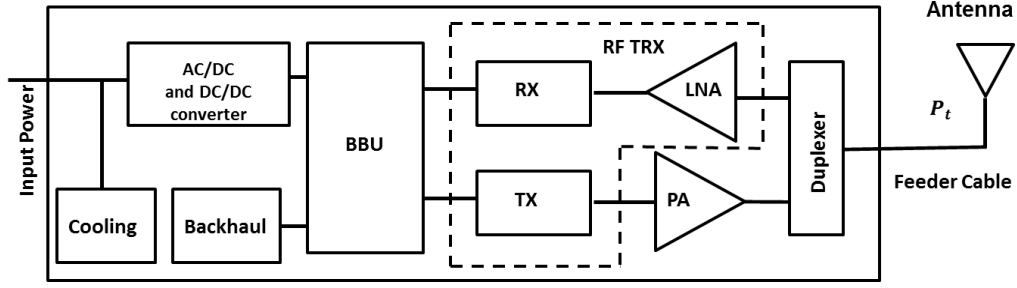 Antenna
RF TRX
AC/DC
and DC/DC
converter
RX
LNA
Input Power
BBU
Duplexer
P_t
Cooling
Backhaul
TX
PA
Feeder Cable